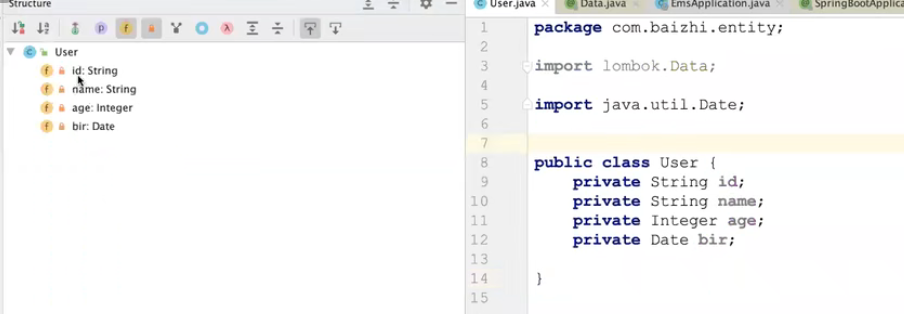 Structure
User
id: String
name: String
age: Integer
bir: Date
User.java
Data.java
EmsApplication.java
SpringBootApplica
1 package com.baizhi.entity;
2
3 import lombok.Data;
4
5 import java.util.Date;
6
7
8 public class User {
9 private String id;
10 private String name;
11 private Integer age;
12 private Date bir;
13
14 }
15